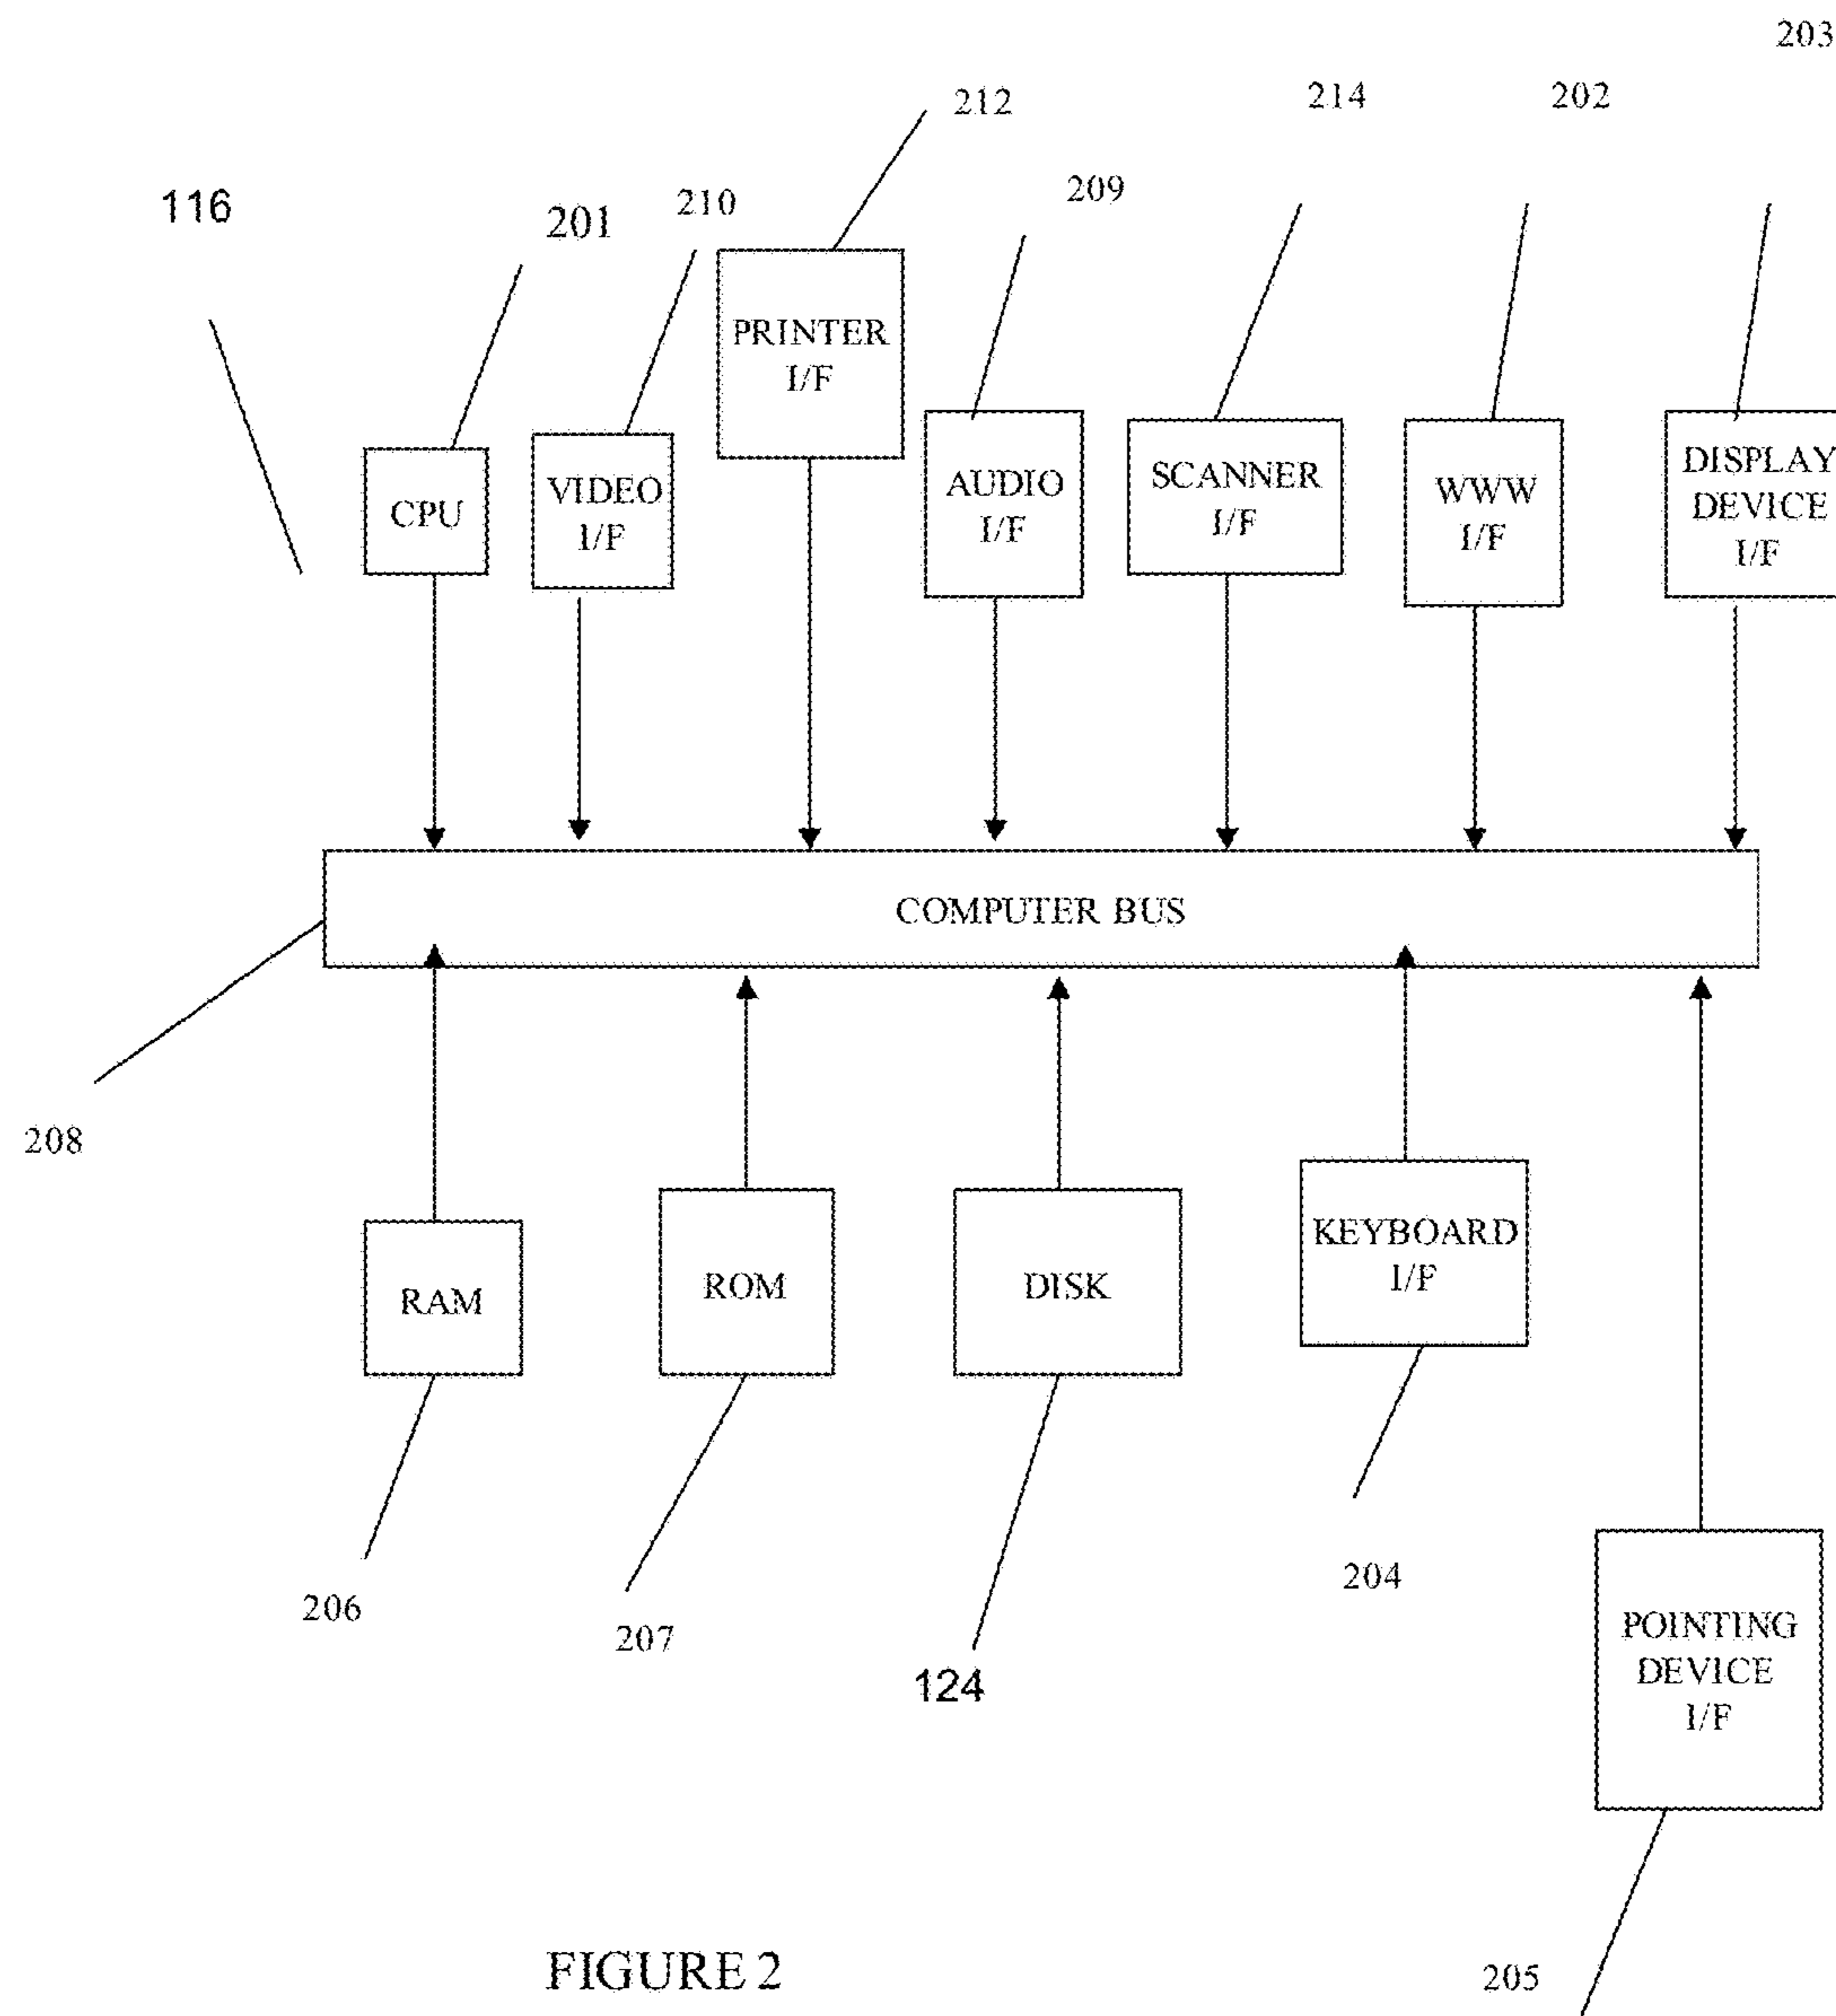 203
212
214
202
116
201
210
209
PRINTER
I/F
CPU
VIDEO
I/F
AUDIO
I/F
SCANNER
I/F
WWW
I/F
DISPLAY
DEVICE
I/F
COMPUTER BUS
208
RAM
ROM
DISK
KEYBOARD
I/F
206
207
124
204
POINTING
DEVICE
I/F
FIGURE 2
205